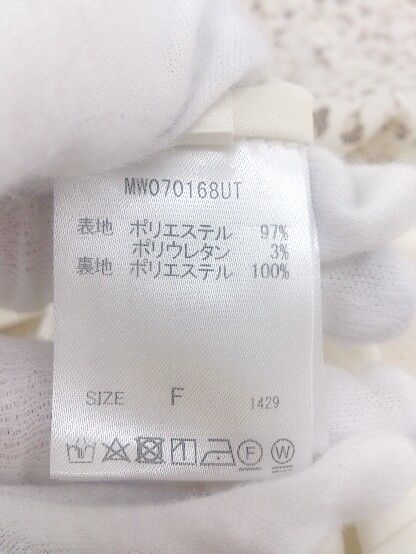 MW070168UT
表地 ポリエステル 97%
ポリウレタン 3%
裏地 ポリエステル 100%
SIZE F 1429
F W